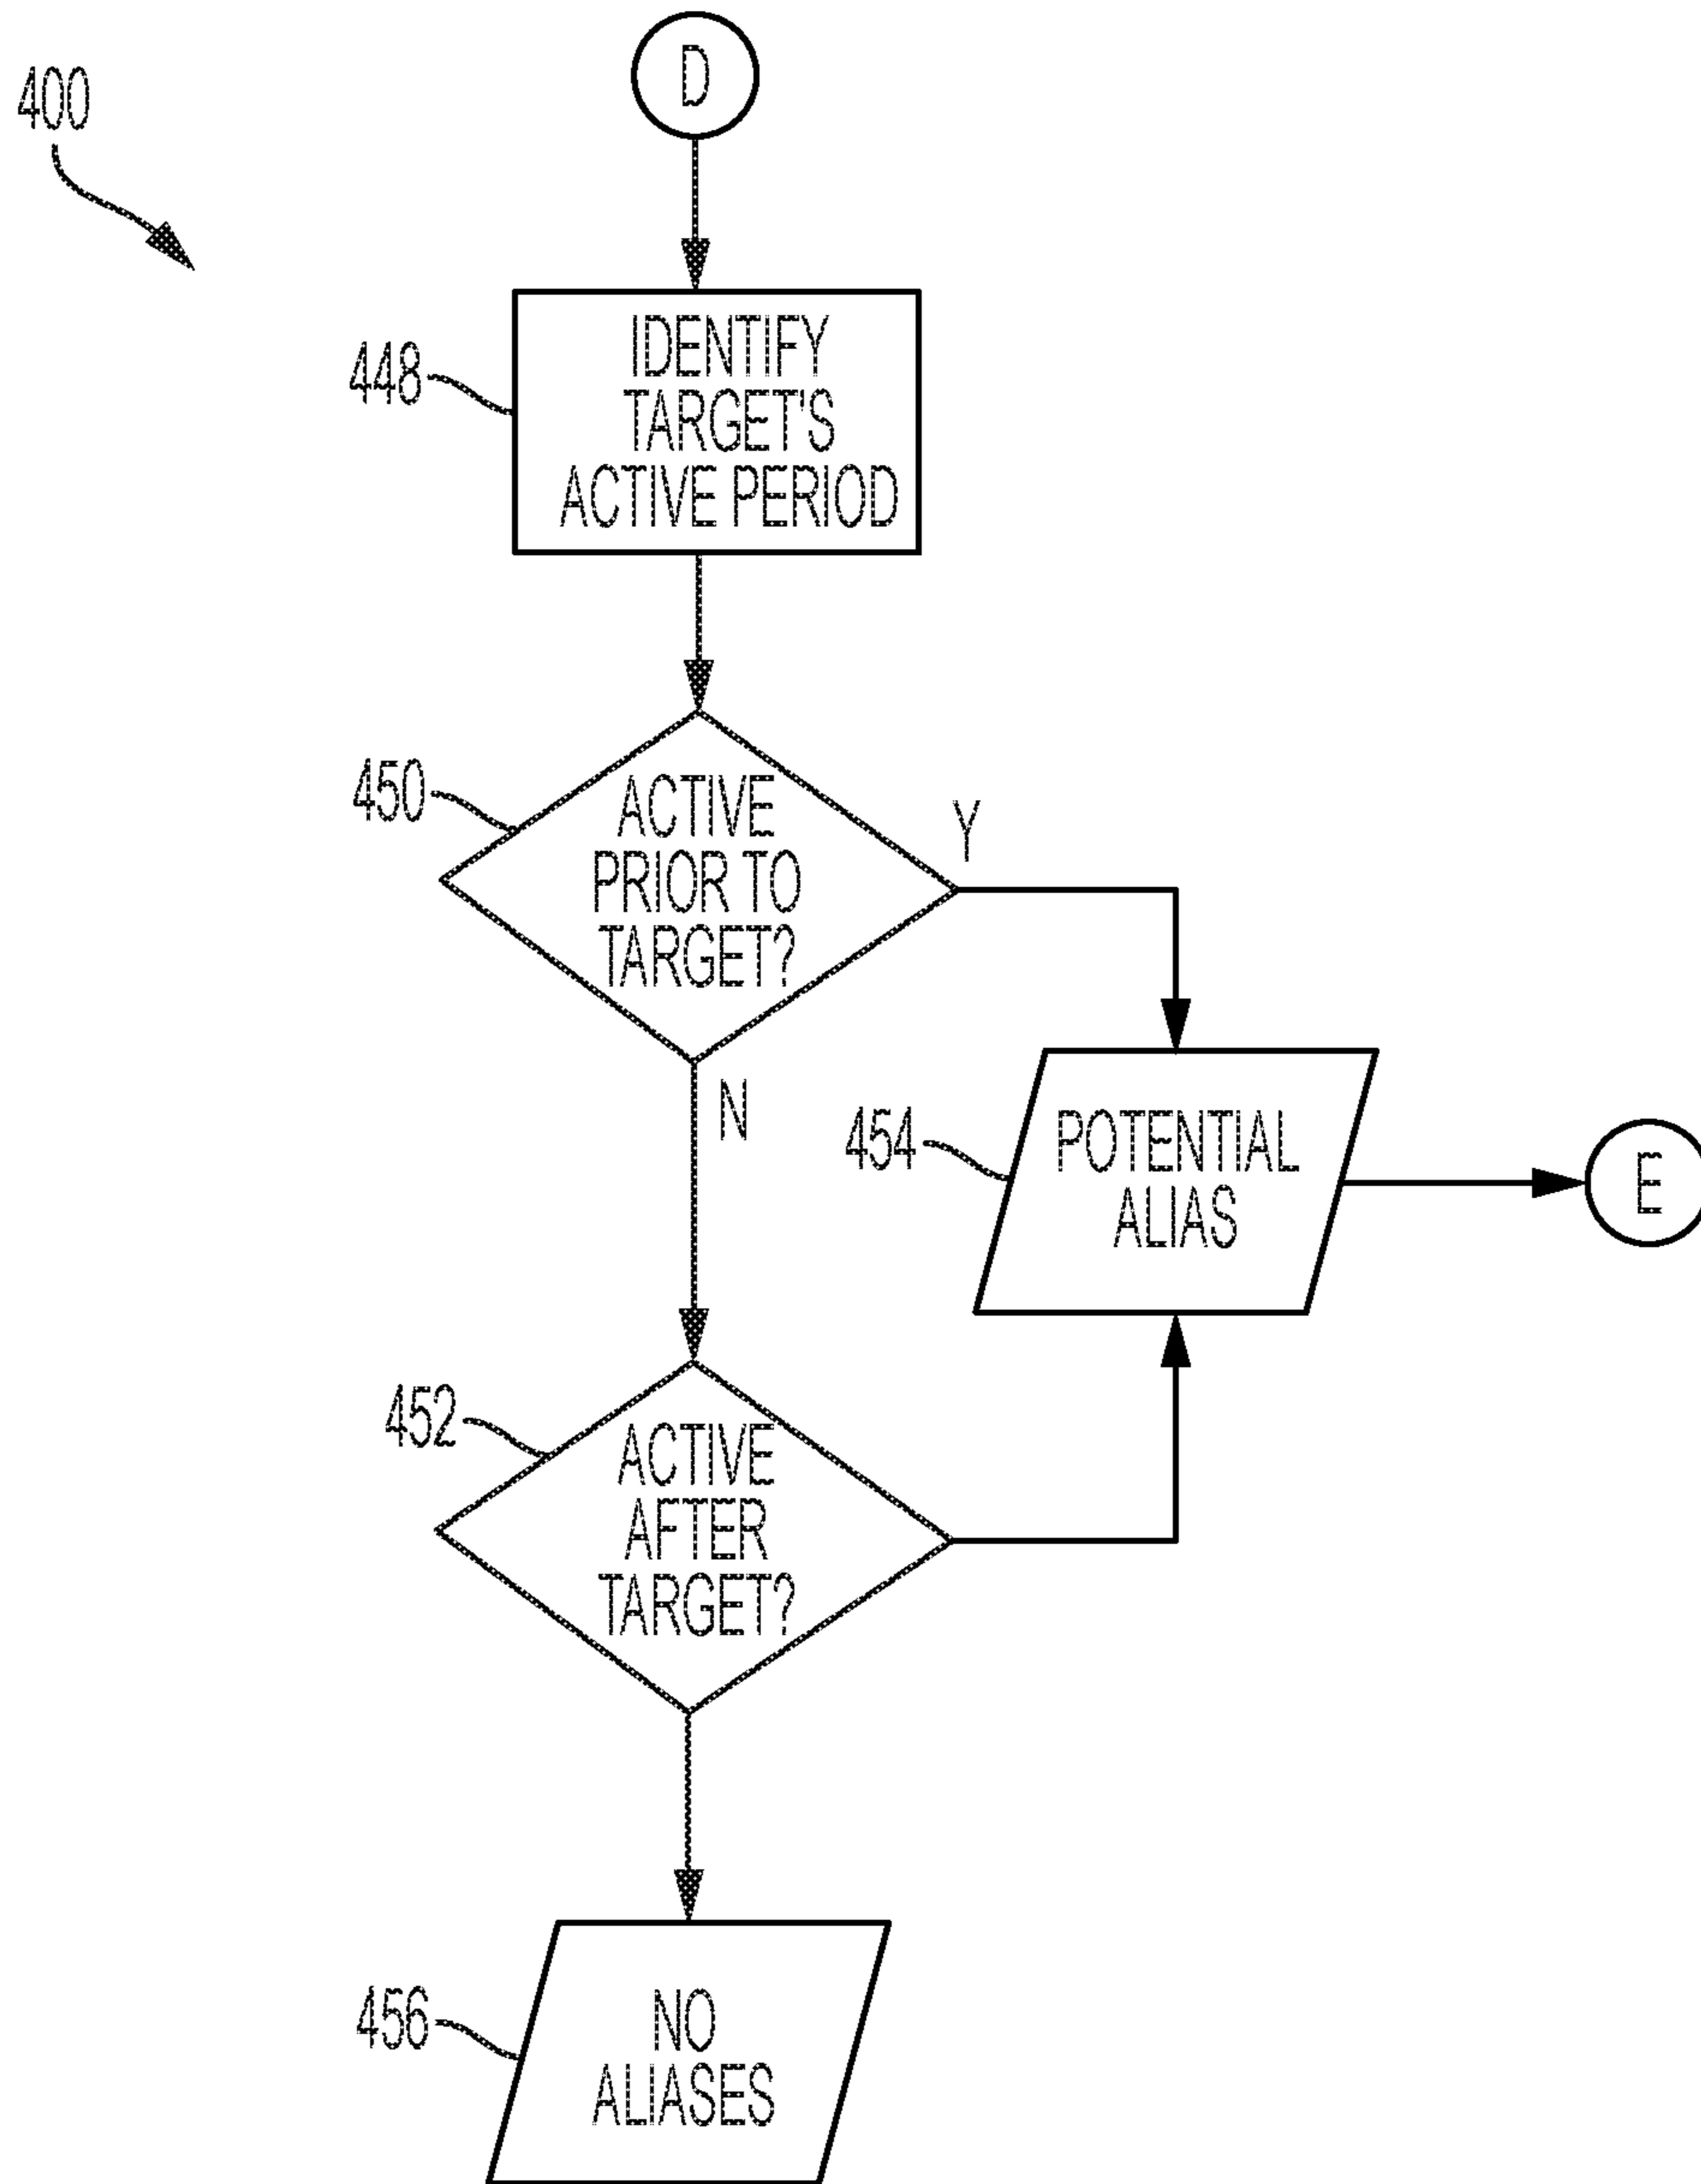 D
400
448
IDENTIFY
TARGET'S
ACTIVE PERIOD
450
ACTIVE
PRIOR TO
TARGET?
Y
N
454
POTENTIAL
ALIAS
E
452
ACTIVE
AFTER
TARGET?
456
NO
ALIASES